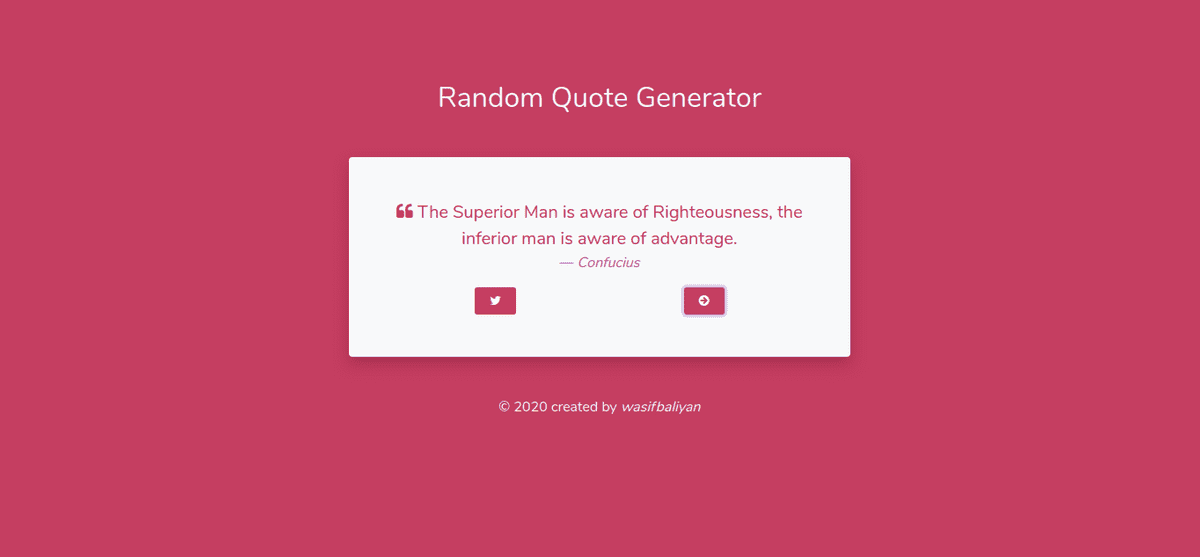 Random Quote Generator
The Superior Man is aware of Righteousness, the
inferior man is aware of advantage.
— Confucius
© 2020 created by wasifbaliyan